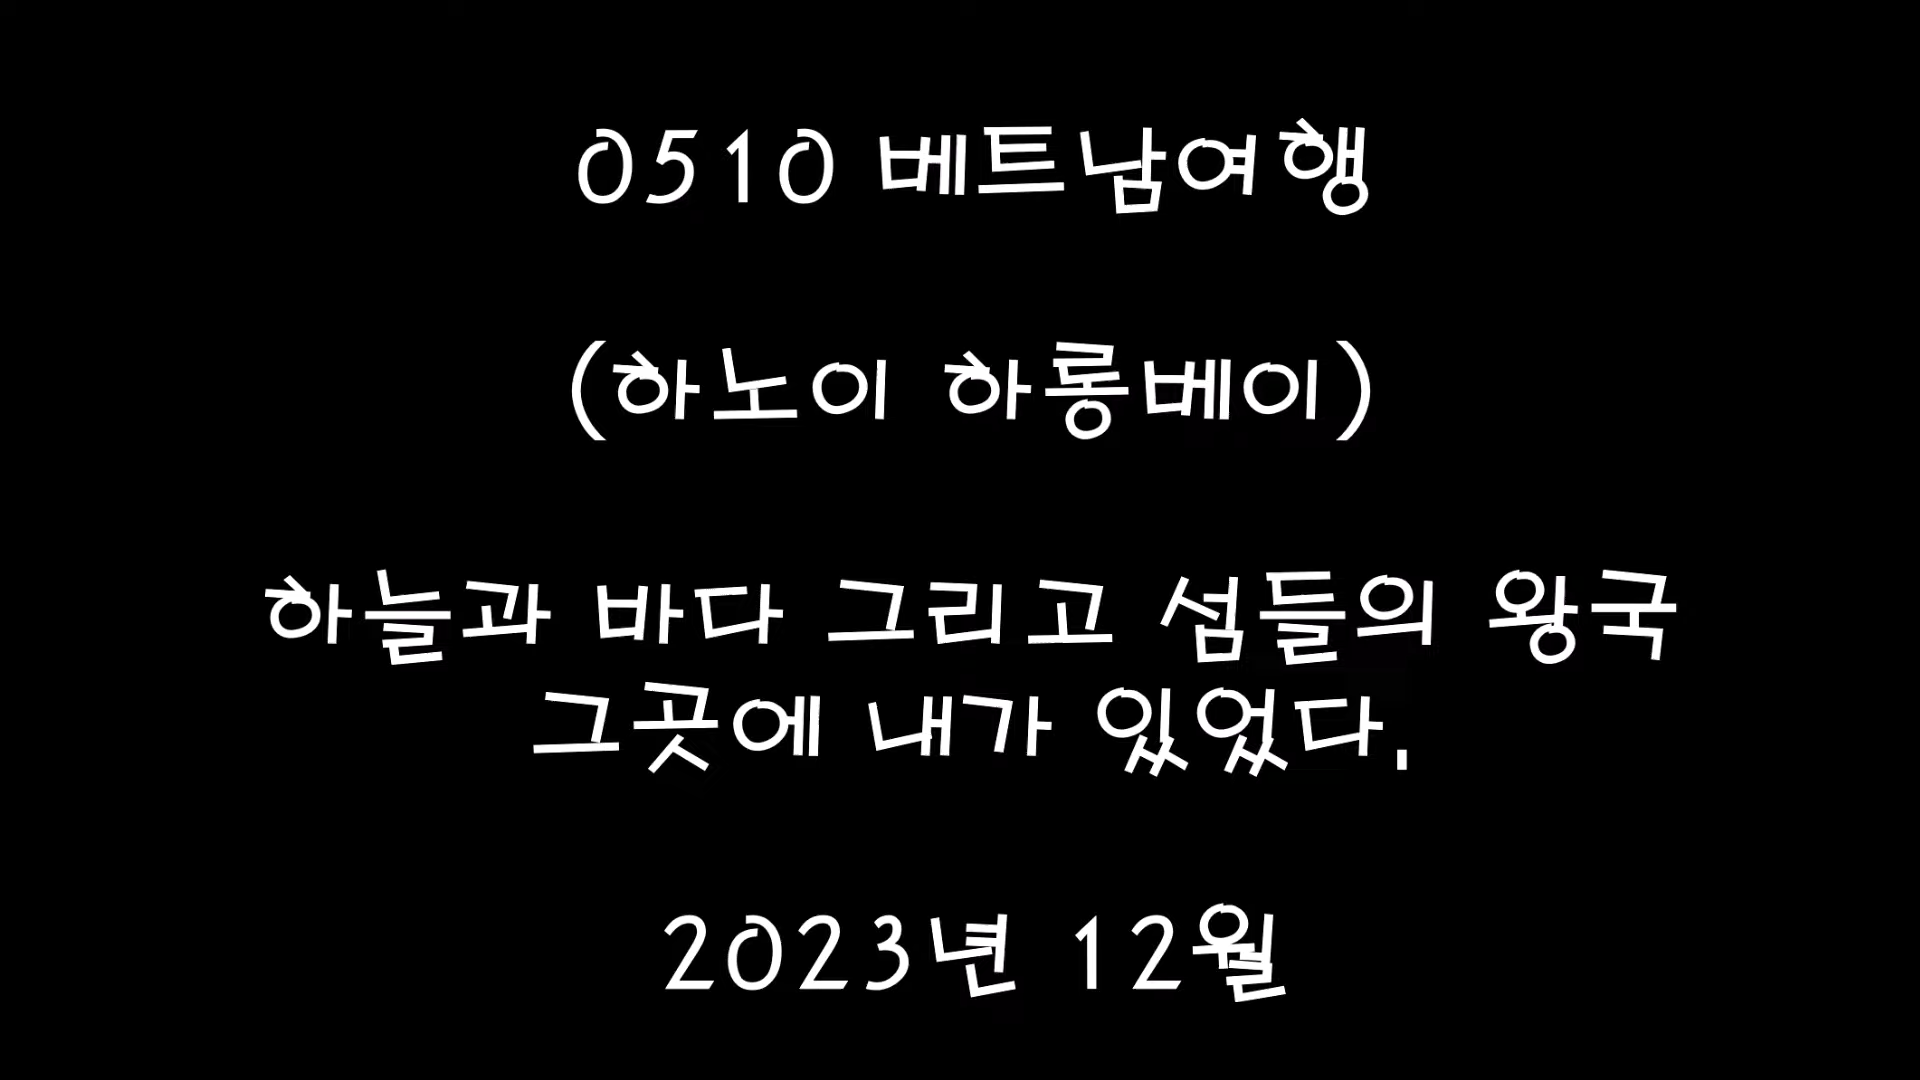 0510 베트남여행
(하노이 하롱베이)
하늘과 바다 그리고 섬들의 왕국
그곳에 내가 있었다.
2023년 12월